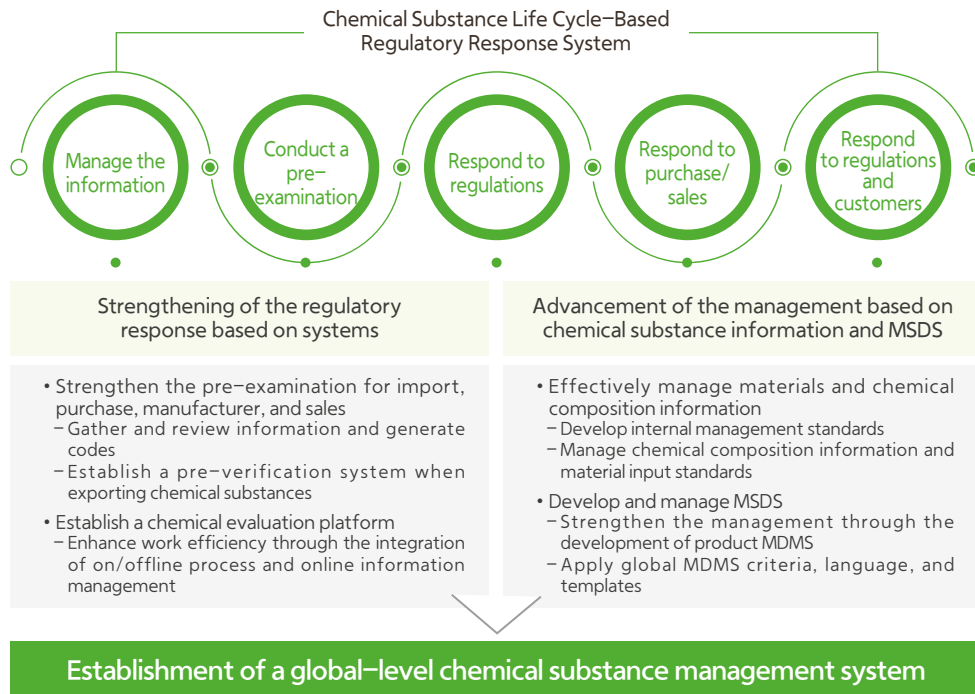 Chemical Substance Life Cycle-Based
Regulatory Response System
Manage the
information
Conduct a
pre-
examination
Respond to
regulations
Respond to
purchase/
sales
Respond
to regulations
and
customers
Strengthening of the regulatory
response based on systems
• Strengthen the pre-examination for import,
purchase, manufacturer, and sales
- Gather and review information and generate
codes
- Establish a pre-verification system when
exporting chemical substances
• Establish a chemical evaluation platform
- Enhance work efficiency through the integration
of on/offline process and online information
management
Advancement of the management based on
chemical substance information and MSDS
• Effectively manage materials and chemical
composition information
- Develop internal management standards
- Manage chemical composition information and
material input standards
• Develop and manage MSDS
- Strengthen the management through the
development of product MDMS
- Apply global MDMS criteria, language, and
templates
Establishment of a global-level chemical substance management system